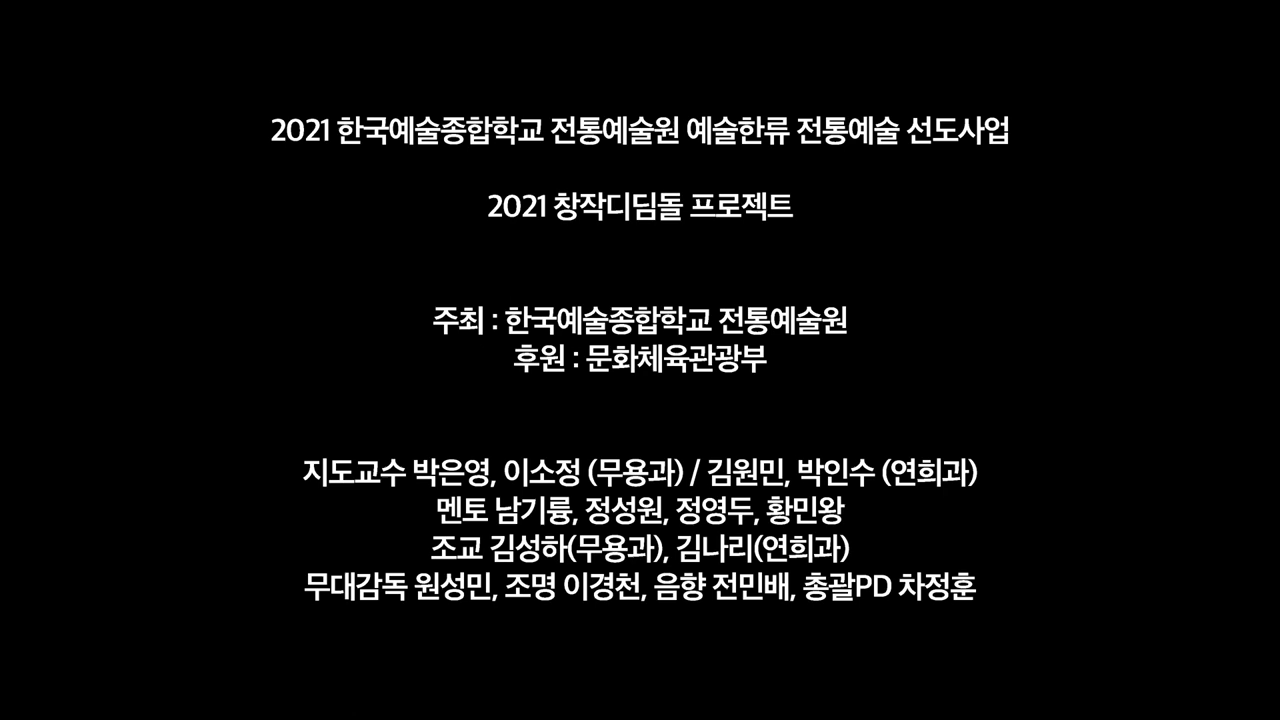 2021 한국예술종합학교 전통예술원 예술한류 전통예술 선도사업
2021 창작디딤돌 프로젝트
주최 : 한국예술종합학교 전통예술원
후원 : 문화체육관광부
지도교수 박은영, 이소정 (무용과) / 김원민, 박인수 (연희과)
멘토 남기륭, 정성원, 정영두, 황민왕
조교 김성하(무용과), 김나리(연희과)
무대감독 원성민, 조명 이경천, 음향 전민배, 총괄PD 차정훈